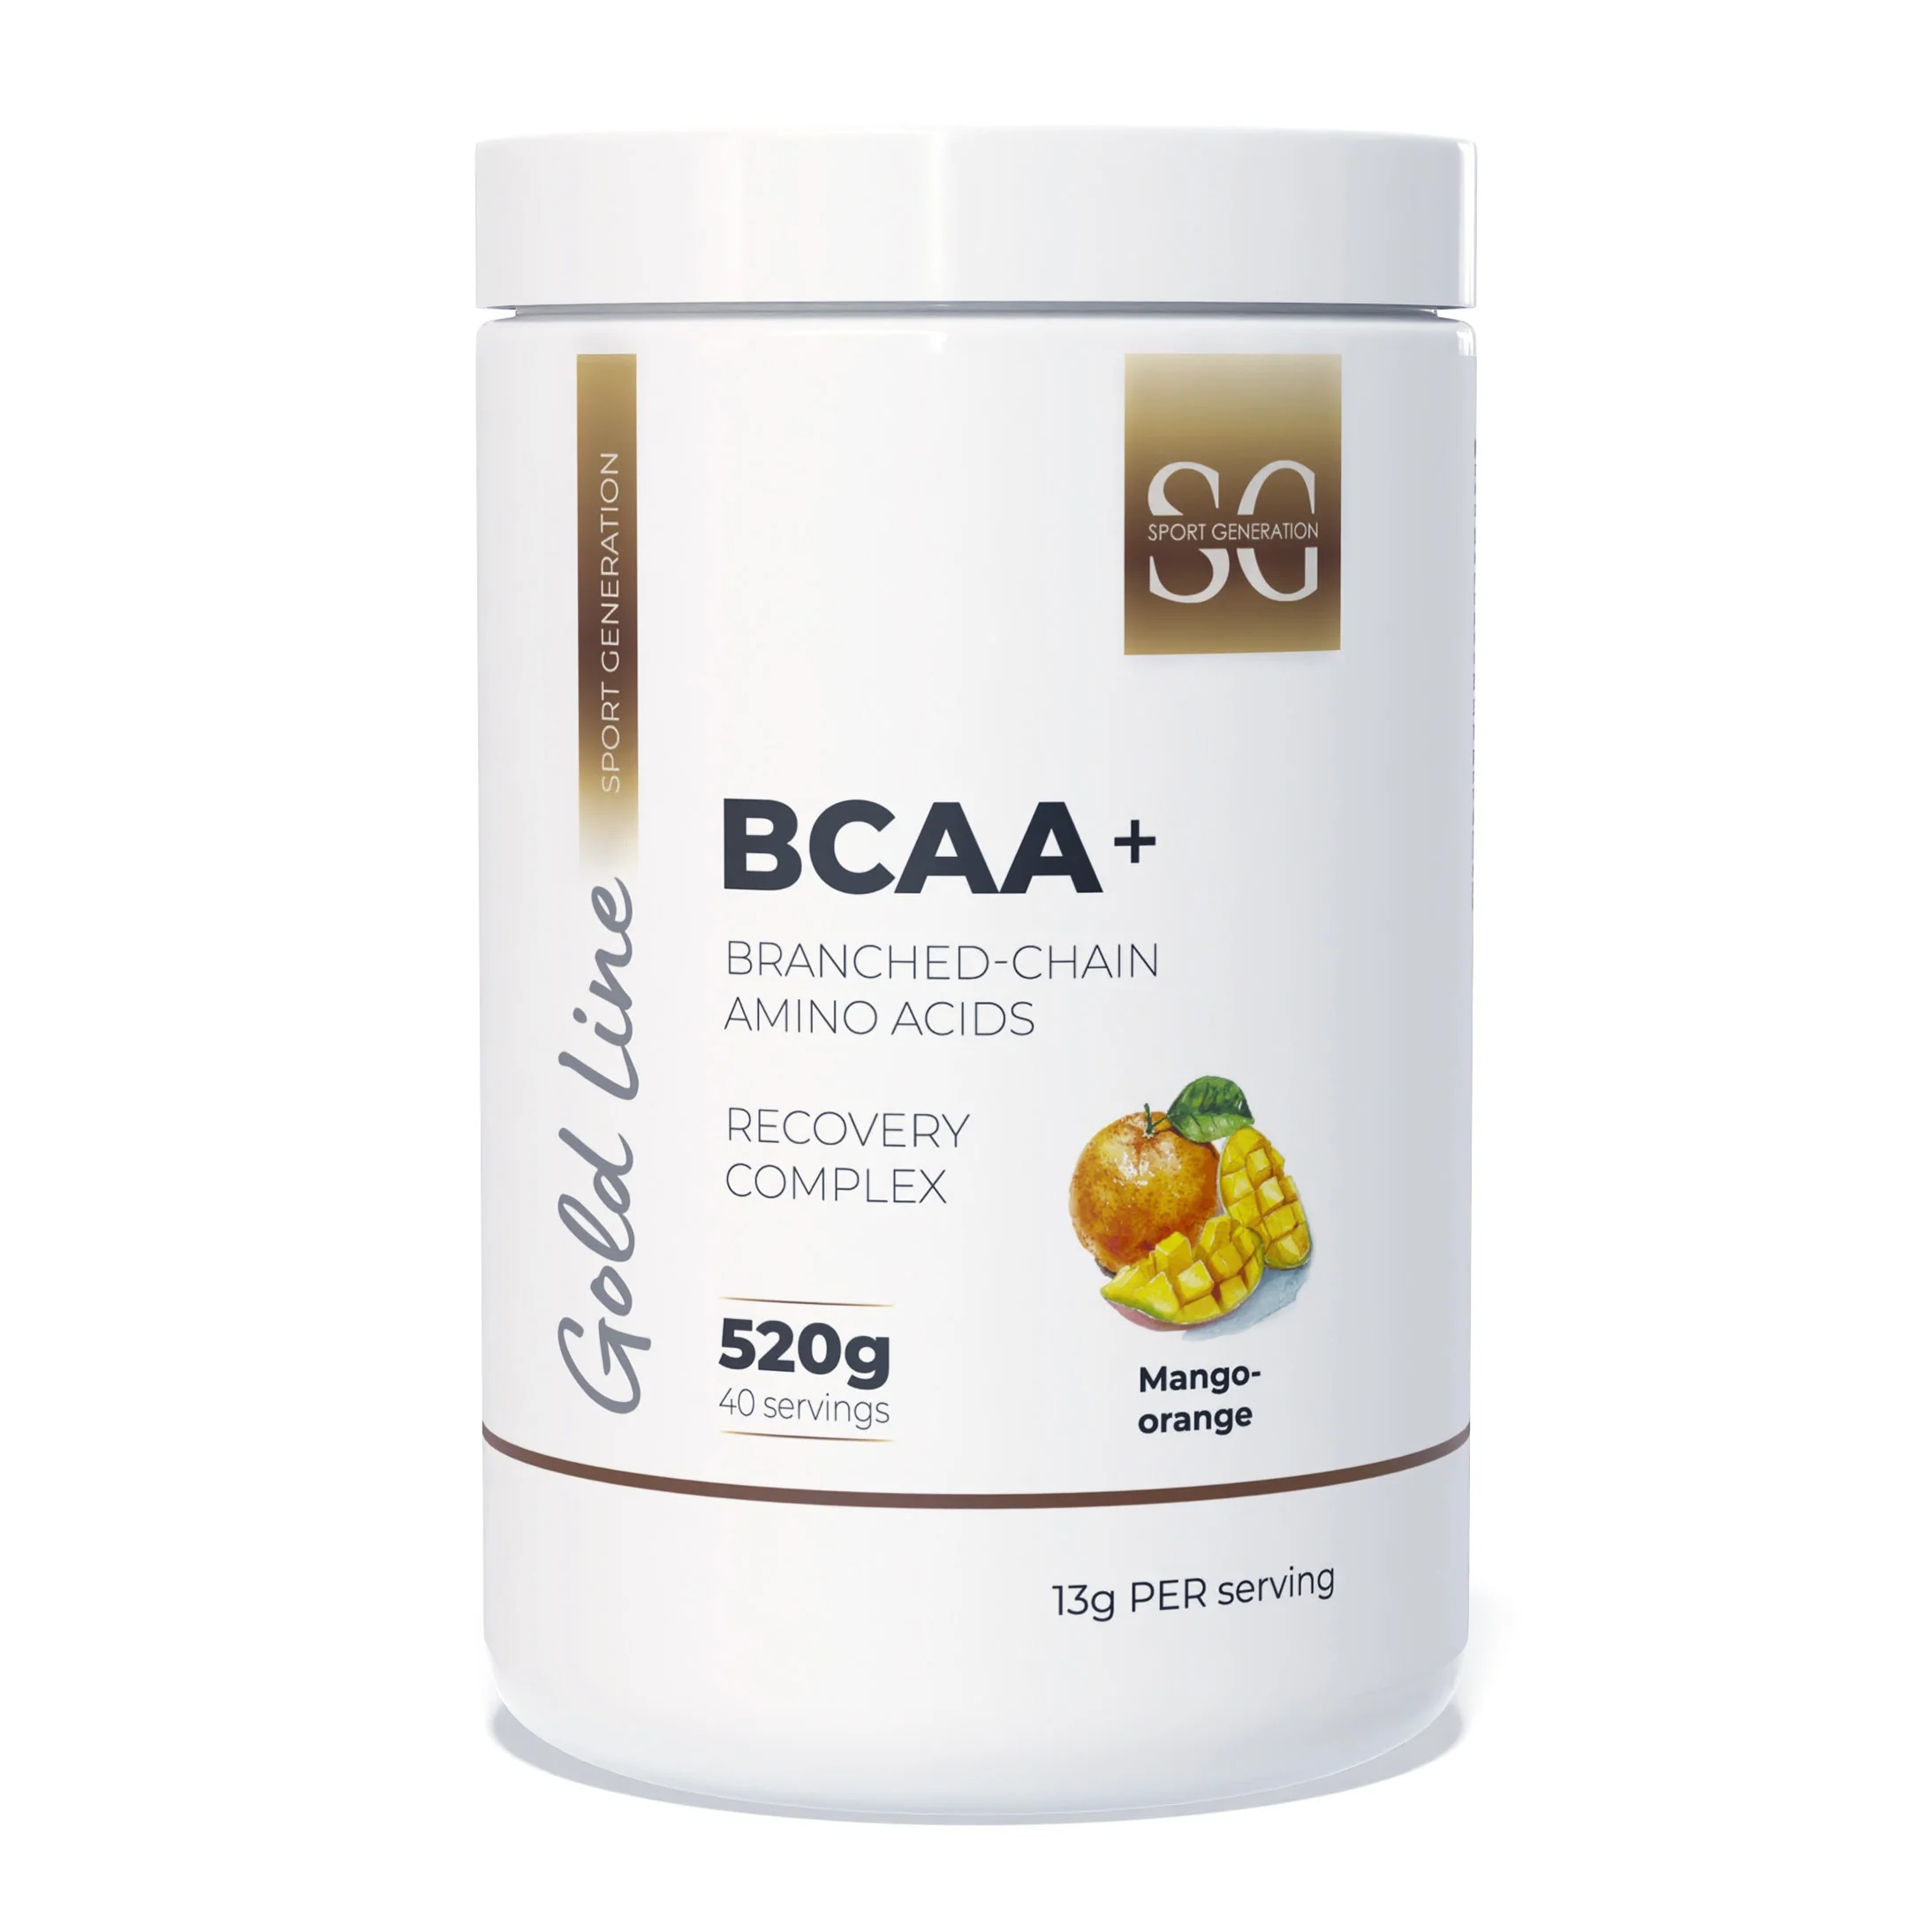 SPORT GENERATION
Gold Line
SG
SPORT GENERATION
BCAA+
BRANCHED-CHAIN
AMINO ACIDS
RECOVERY
COMPLEX
520g
40 servings
Mango-
orange
13g PER serving